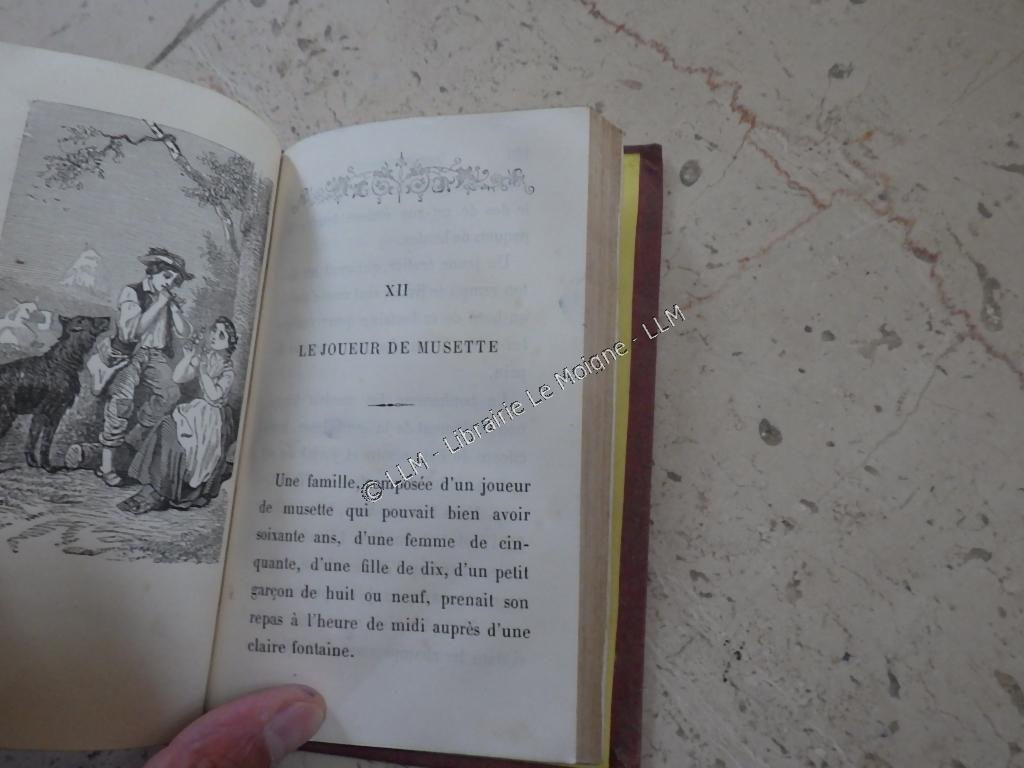 XII
LE JOUEUR DE MUSETTE
Une famille, composée d'un joueur
de musette qui pouvait bien avoir
soixante ans, d'une femme de cin-
quante, d'une fille de dix, d'un petit
garçon de huit ou neuf, prenait son
repas à l'heure de midi auprès d'une
claire fontaine.
© LLM - Librairie Le Moigne - LLM